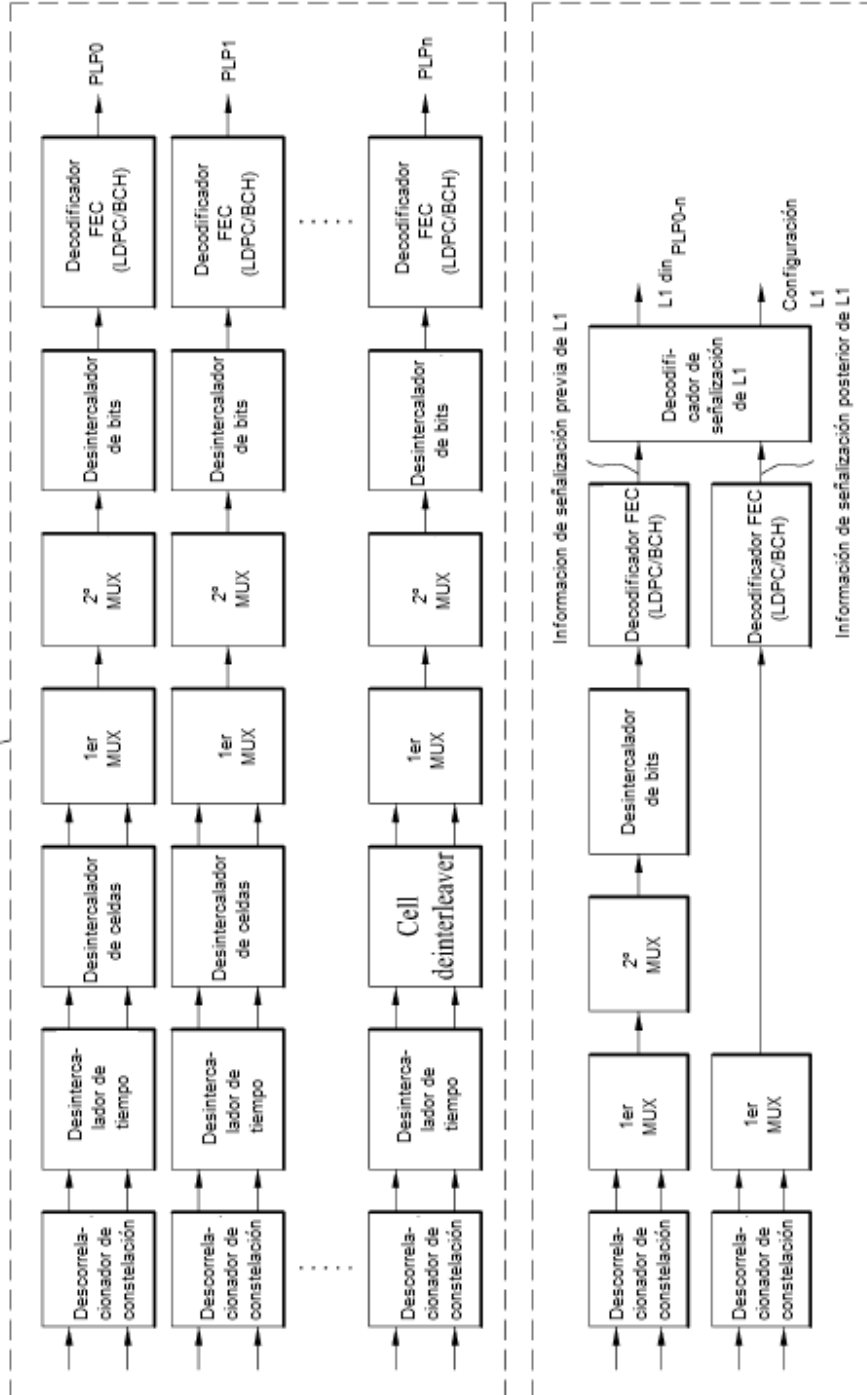 Descorrela-
cionador de
constelación
Desinterca-
lador de
tiempo
Desintercalador
de celdas
1er
MUX
2º
MUX
Desintercalador
de bits
Decodificador
FEC
(LDPC/BCH)
PLP0
Descorrela-
cionador de
constelación
Desinterca-
lador de
tiempo
Desintercalador
de celdas
1er
MUX
2º
MUX
Desintercalador
de bits
Decodificador
FEC
(LDPC/BCH)
PLP1
Descorrela-
cionador de
constelación
Desinterca-
lador de
tiempo
Cell
deinterleaver
1er
MUX
2º
MUX
Desintercalador
de bits
Decodificador
FEC
(LDPC/BCH)
PLPn
Informacion de señalización previa de L1
Descorrela-
cionador de
constelación
1er
MUX
2º
MUX
Desintercalador
de bits
Decodificador FEC
(LDPC/BCH)
Decodifi-
cador de
señalización
de L1
L1 din
PLP0-n
Descorrela-
cionador de
constelación
1er
MUX
Decodificador FEC
(LDPC/BCH)
Configuración
L1
Información de señalización posterior de L1